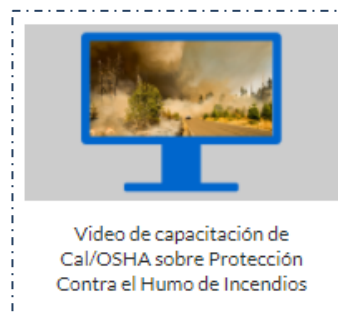 Video de capacitación de
Cal/OSHA sobre Protección
Contra el Humo de Incendios